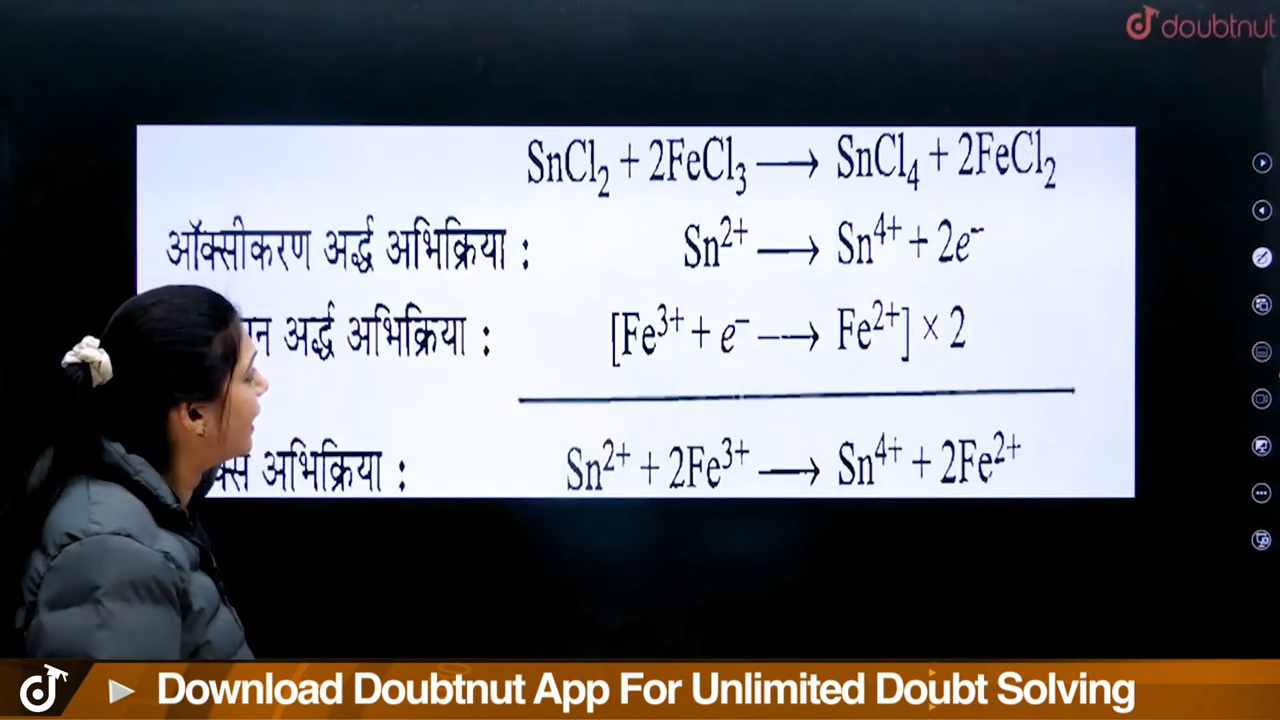 doubtnut
SnCl₂ + 2FeCl₃ ⟶ SnCl₄ + 2FeCl₂
ऑक्सीकरण अर्द्ध अभिक्रिया : Sn²⁺ ⟶ Sn⁴⁺ + 2e⁻
अर्द्ध अभिक्रिया : [Fe³⁺ + e⁻ ⟶ Fe²⁺] × 2
अभिक्रिया : Sn²⁺ + 2Fe³⁺ ⟶ Sn⁴⁺ + 2Fe²⁺
Download Doubtnut App For Unlimited Doubt Solving